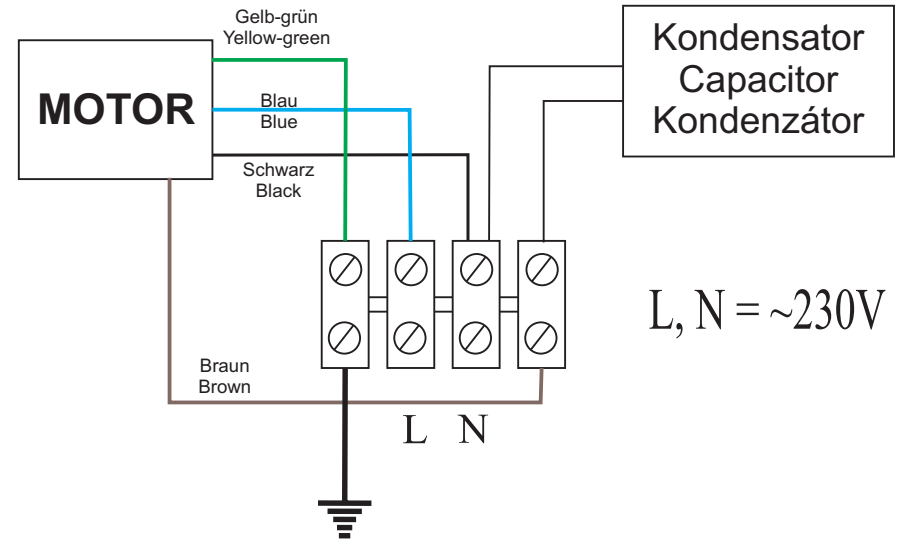 Gelb-grün
Yellow-green
MOTOR
Blau
Blue
Schwarz
Black
Kondensator
Capacitor
Kondenzátor
L, N = ~230V
Braun
Brown
L N